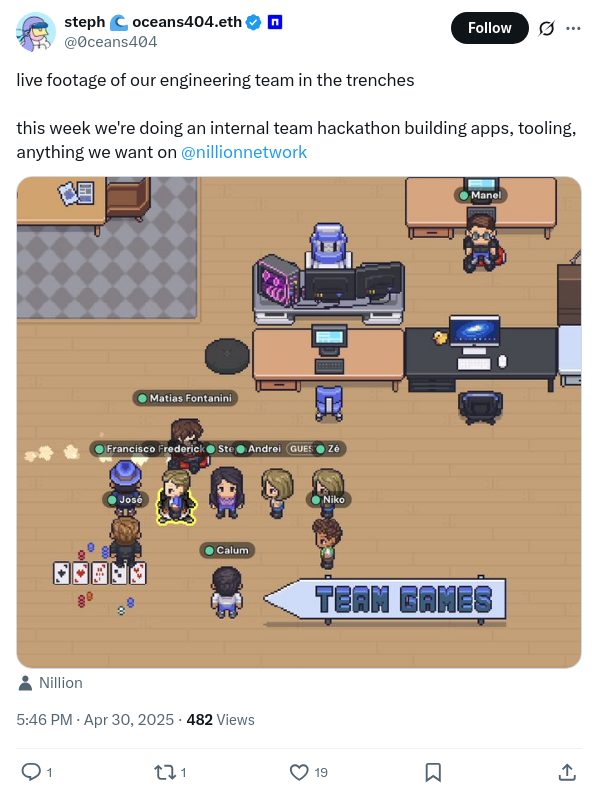 steph 🌊 oceans404.eth
@0ceans404
Follow
live footage of our engineering team in the trenches
this week we're doing an internal team hackathon building apps, tooling,
anything we want on @nillionnetwork
Manel
Matias Fontanini
Francisco Frederick Ste Andrei GUES Zé
José
Niko
Calum
TEAM GAMES
Nillion
5:46 PM · Apr 30, 2025 · 482 Views
1 1 19